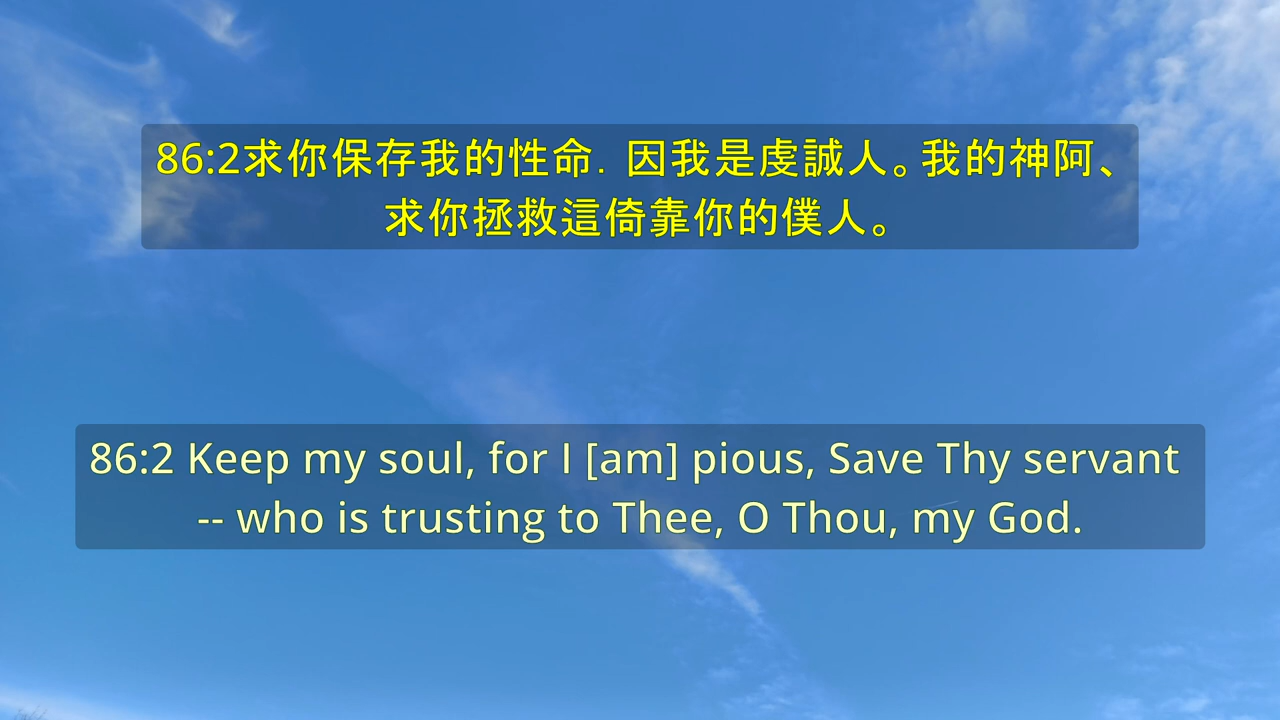 86:2求你保存我的性命．因我是虔誠人。我的神阿、
求你拯救這倚靠你的僕人。
86:2 Keep my soul, for I [am] pious, Save Thy servant
-- who is trusting to Thee, O Thou, my God.